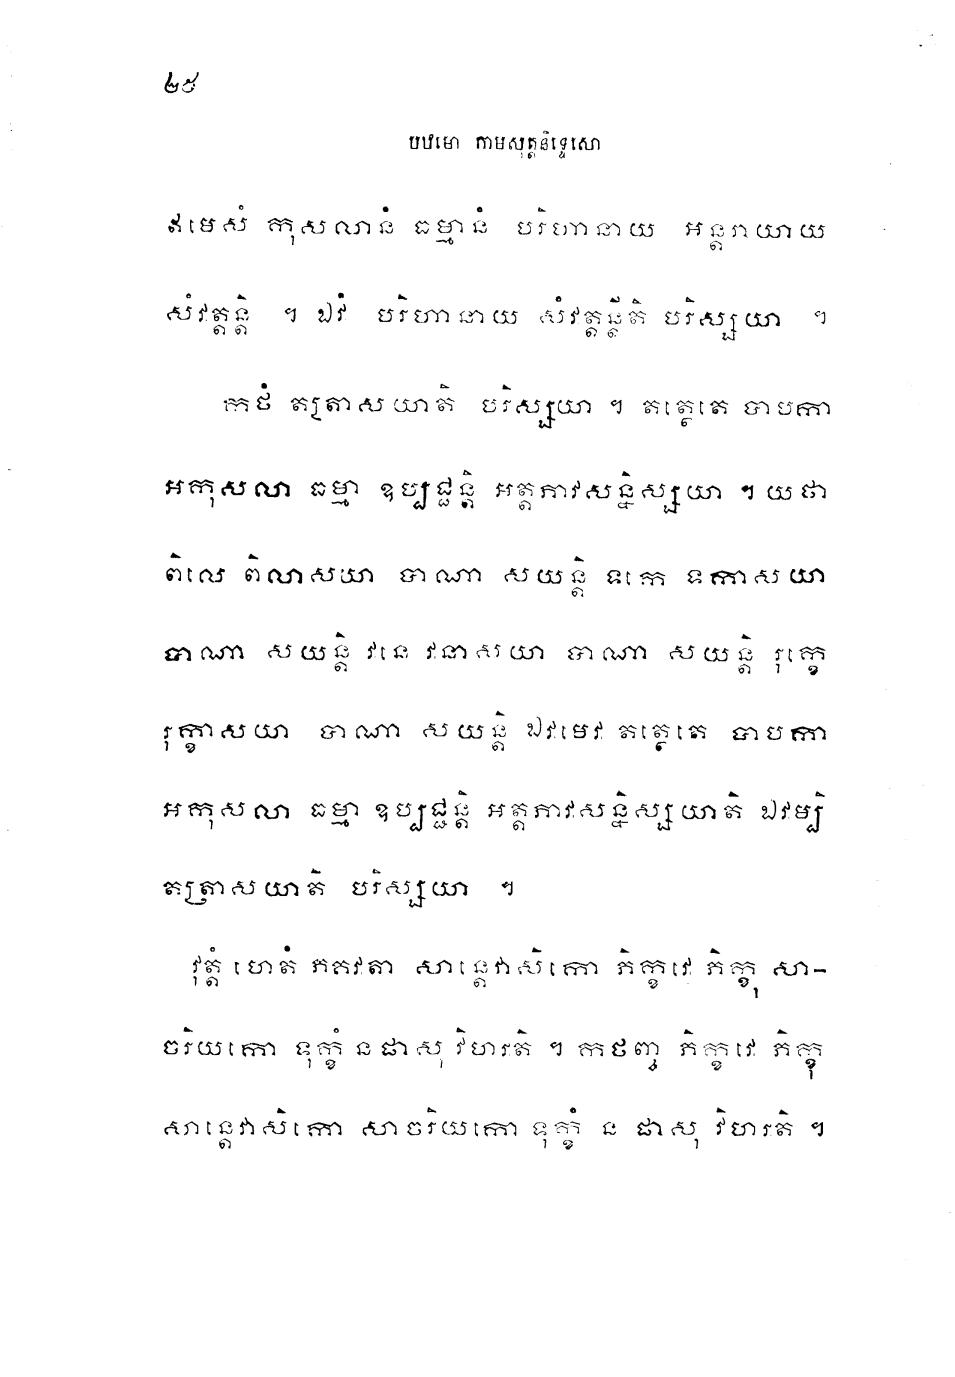 ២៥
បឋមោ កាមសុត្តនិទ្ទេសោ
ឥមេសំ កុសលានំ ធម្មានំ បរិហានាយ អន្តរាយាយ
សំវត្តន្តិ ។ ឯវំ បរិហានាយ សំវត្តន្តីតិ បរិស្សយា ។
កថំ តត្រាសយាតិ បរិស្សយា ។ តត្ថេតេ បាបកា
អកុសលា ធម្មា ឧប្បជ្ជន្តិ អត្តភាវសន្និស្សយា ។ យថា
ពិលេ ពិលាសយា បាណា សយន្តិ ទកេ ទកាសយា
បាណា សយន្តិ វនេ វនាសយា បាណា សយន្តិ រុក្ខេ
រុក្ខាសយា បាណា សយន្តិ ឯវមេវ តត្ថេតេ បាបកា
អកុសលា ធម្មា ឧប្បជ្ជន្តិ អត្តភាវសន្និស្សយាតិ ឯវម្បិ
តត្រាសយាតិ បរិស្សយា ។
វុត្តំ ហេតំ ភគវតា សាន្តេវាសិកោ ភិក្ខវេ ភិក្ខុ សា-
ចរិយកោ ទុក្ខំ ន ផាសុ វិហរតិ ។ កថញ្ច ភិក្ខវេ ភិក្ខុ
សាន្តេវាសិកោ សាចរិយកោ ទុក្ខំ ន ផាសុ វិហរតិ ។